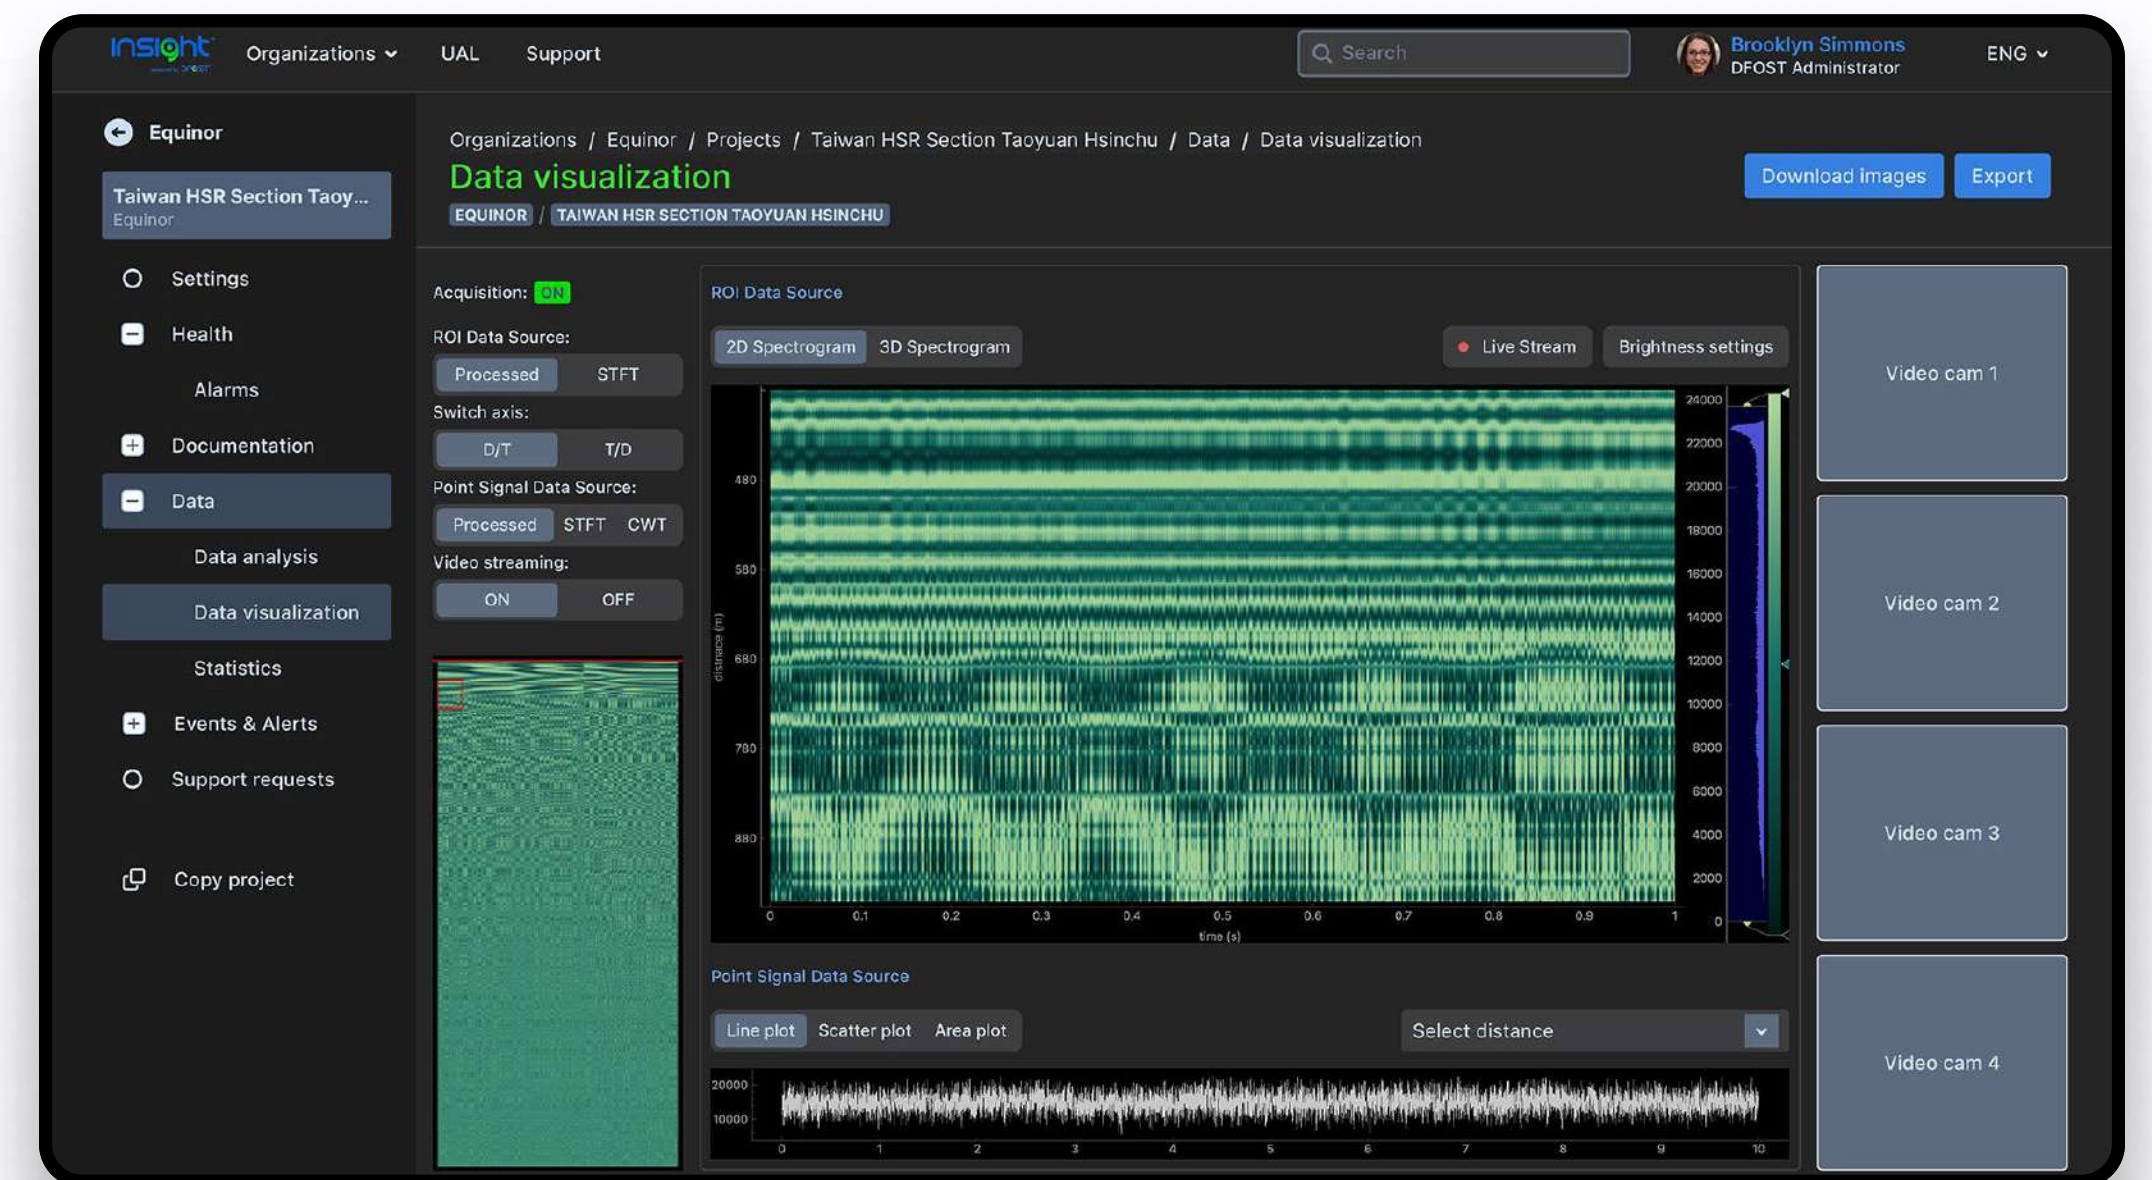 insight
Organizations
UAL
Support
Search
Brooklyn Simmons
DFOST Administrator
ENG
Equinor
Taiwan HSR Section Taoy...
Equinor
Settings
Health
Alarms
Documentation
Data
Data analysis
Data visualization
Statistics
Events & Alerts
Support requests
Copy project
Organizations / Equinor / Projects / Taiwan HSR Section Taoyuan Hsinchu / Data / Data visualization
Data visualization
EQUINOR / TAIWAN HSR SECTION TAOYUAN HSINCHU
Download images
Export
Acquisition: ON
ROI Data Source:
Processed STFT
Switch axis:
D/T T/D
Point Signal Data Source:
Processed STFT CWT
Video streaming:
ON OFF
ROI Data Source
2D Spectrogram 3D Spectrogram
Live Stream
Brightness settings
distnace (m)
480
580
680
780
880
0 0.1 0.2 0.3 0.4 0.5 0.6 0.7 0.8 0.9 1
time (s)
24000
22000
20000
18000
16000
14000
12000
10000
8000
6000
4000
2000
0
Point Signal Data Source
Line plot Scatter plot Area plot
Select distance
20000
10000
0 1 2 3 4 5 6 7 8 9 10
Video cam 1
Video cam 2
Video cam 3
Video cam 4